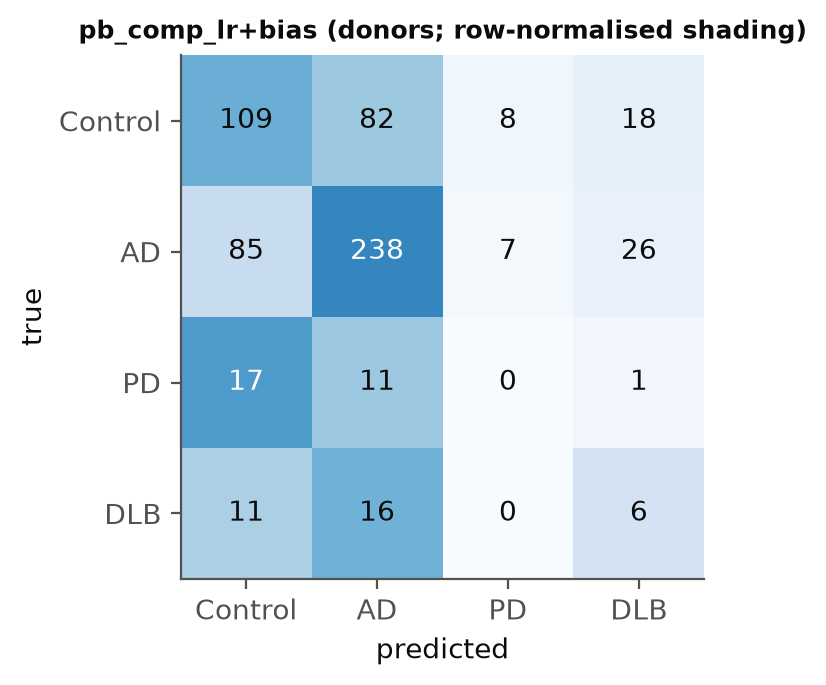 pb_comp_lr+bias (donors; row-normalised shading)
Control 109 82 8 18
AD 85 238 7 26
PD 17 11 0 1
DLB 11 16 0 6
true
Control AD PD DLB
predicted